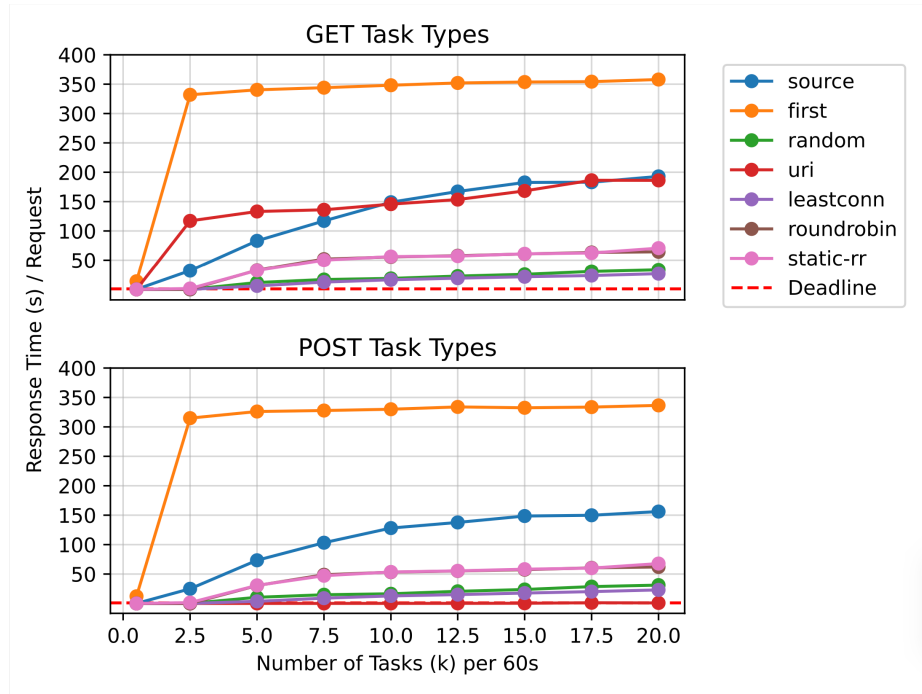 GET Task Types
400
350
300
250
200
150
100
50
source
first
random
uri
leastconn
roundrobin
static-rr
Deadline
Response Time (s) / Request
POST Task Types
400
350
300
250
200
150
100
50
0.0 2.5 5.0 7.5 10.0 12.5 15.0 17.5 20.0
Number of Tasks (k) per 60s